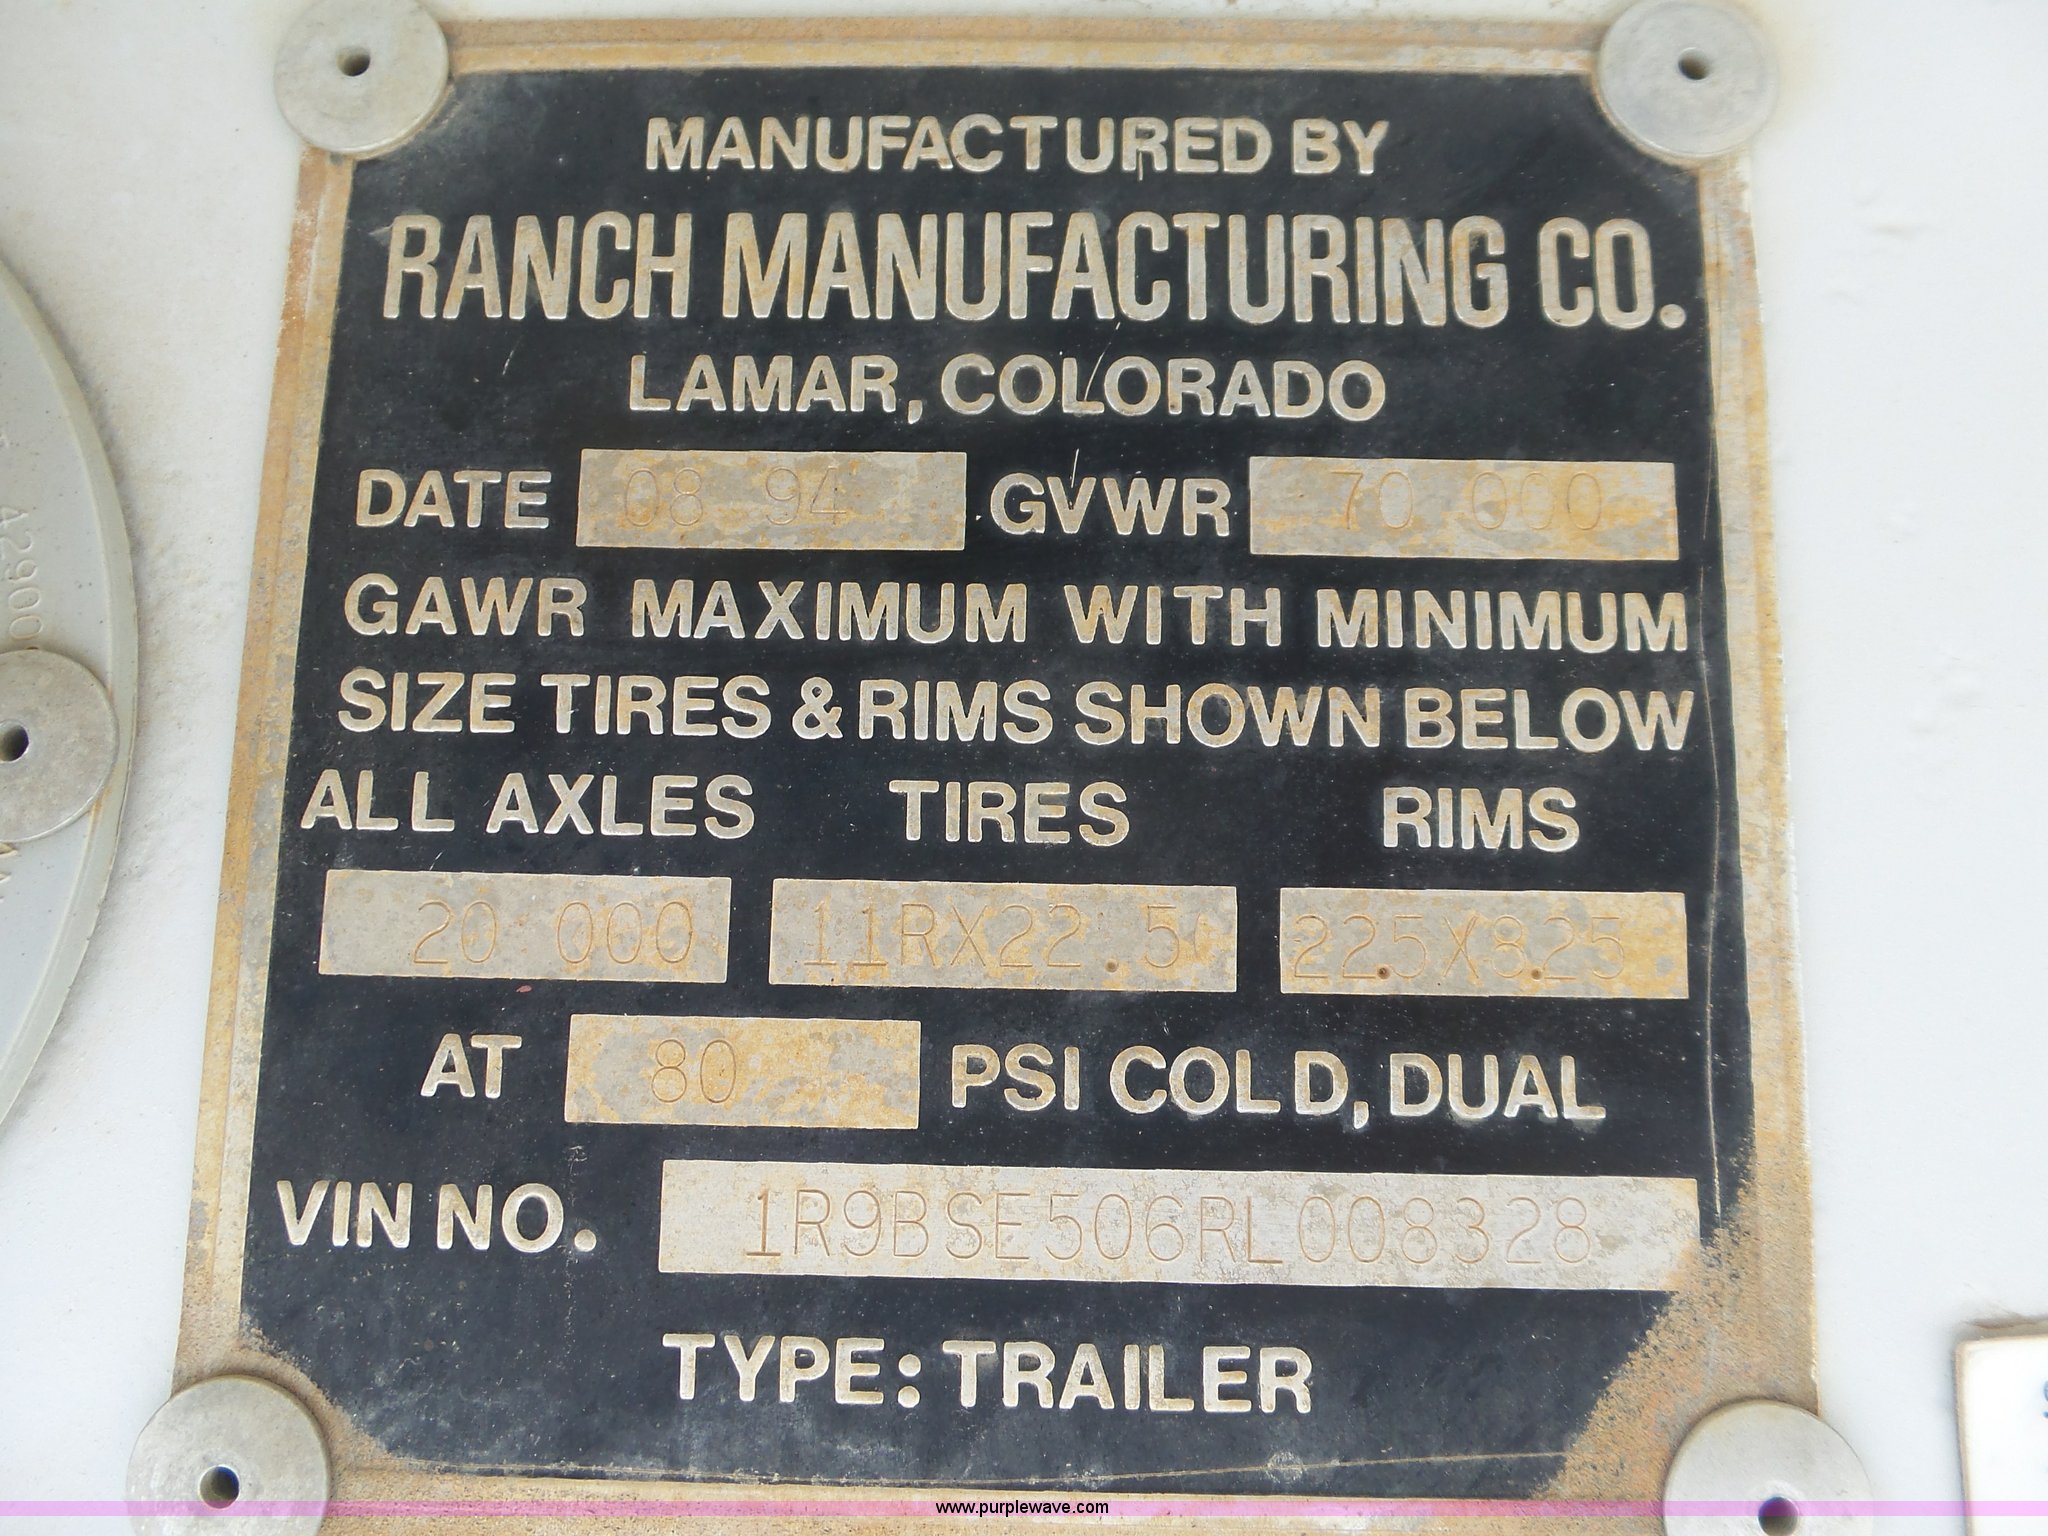 MANUFACTURED BY
RANCH MANUFACTURING CO.
LAMAR, COLORADO
DATE 08 94 GVWR 70 000
GAWR MAXIMUM WITH MINIMUM
SIZE TIRES & RIMS SHOWN BELOW
ALL AXLES TIRES RIMS
20 000 11RX22.5 22.5X8.25
AT 80 PSI COLD, DUAL
VIN NO. 1R9BSE506RL008328
TYPE: TRAILER
www.purplewave.com